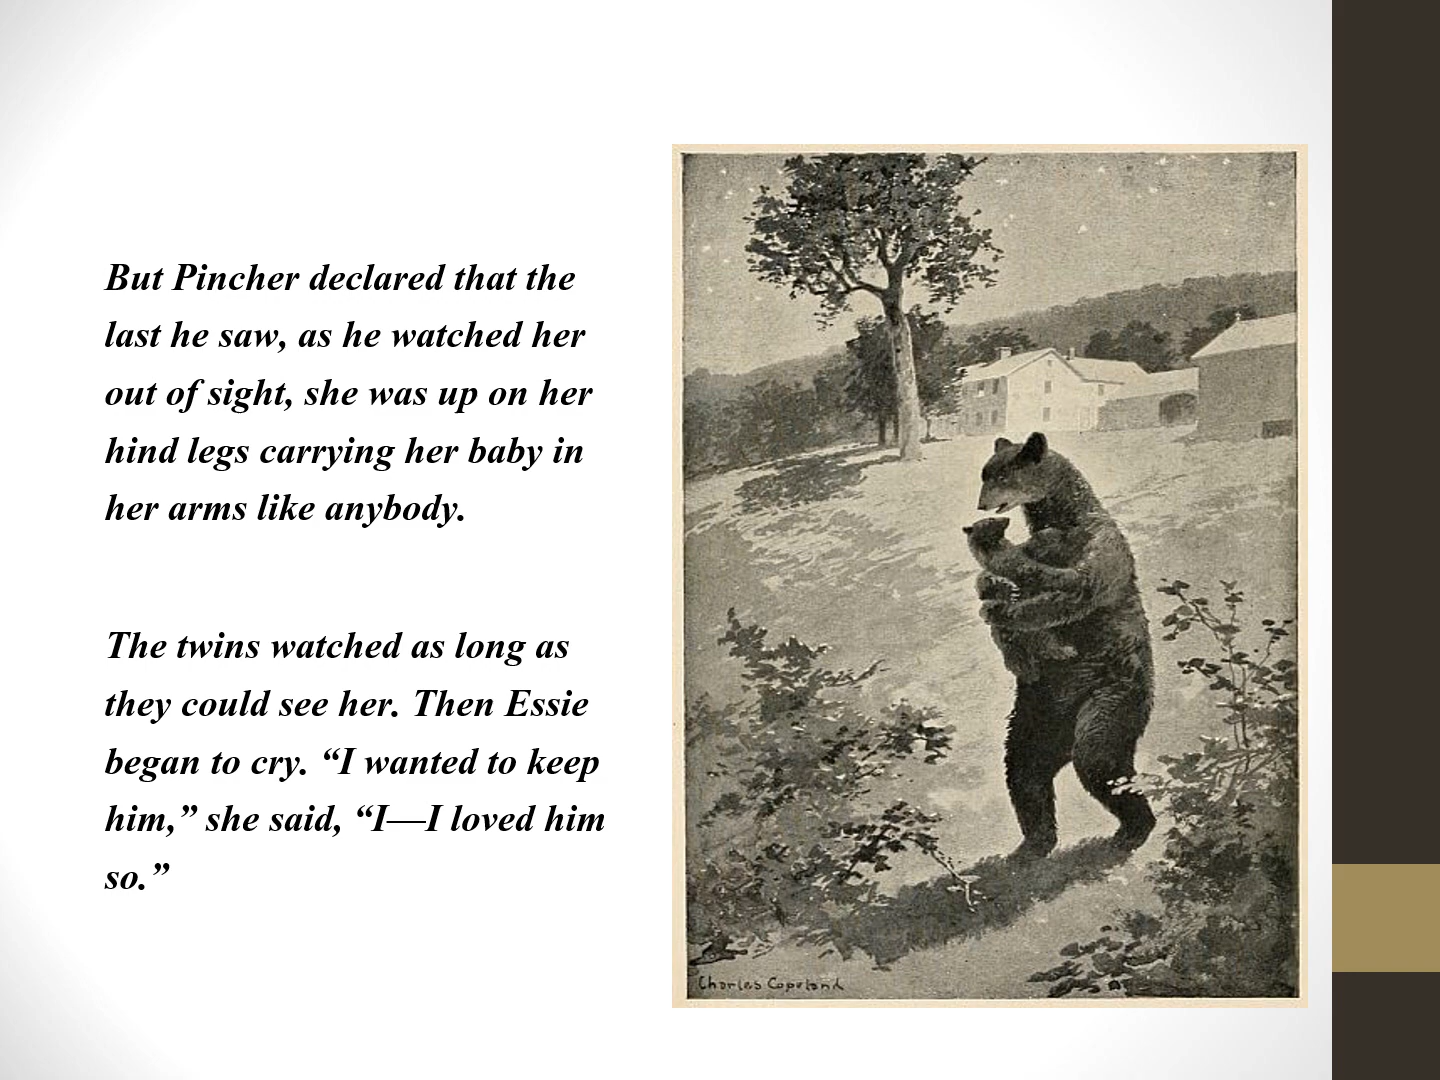 But Pincher declared that the
last he saw, as he watched her
out of sight, she was up on her
hind legs carrying her baby in
her arms like anybody.
The twins watched as long as
they could see her. Then Essie
began to cry. “I wanted to keep
him,” she said, “I—I loved him
so.”
Charles Copeland